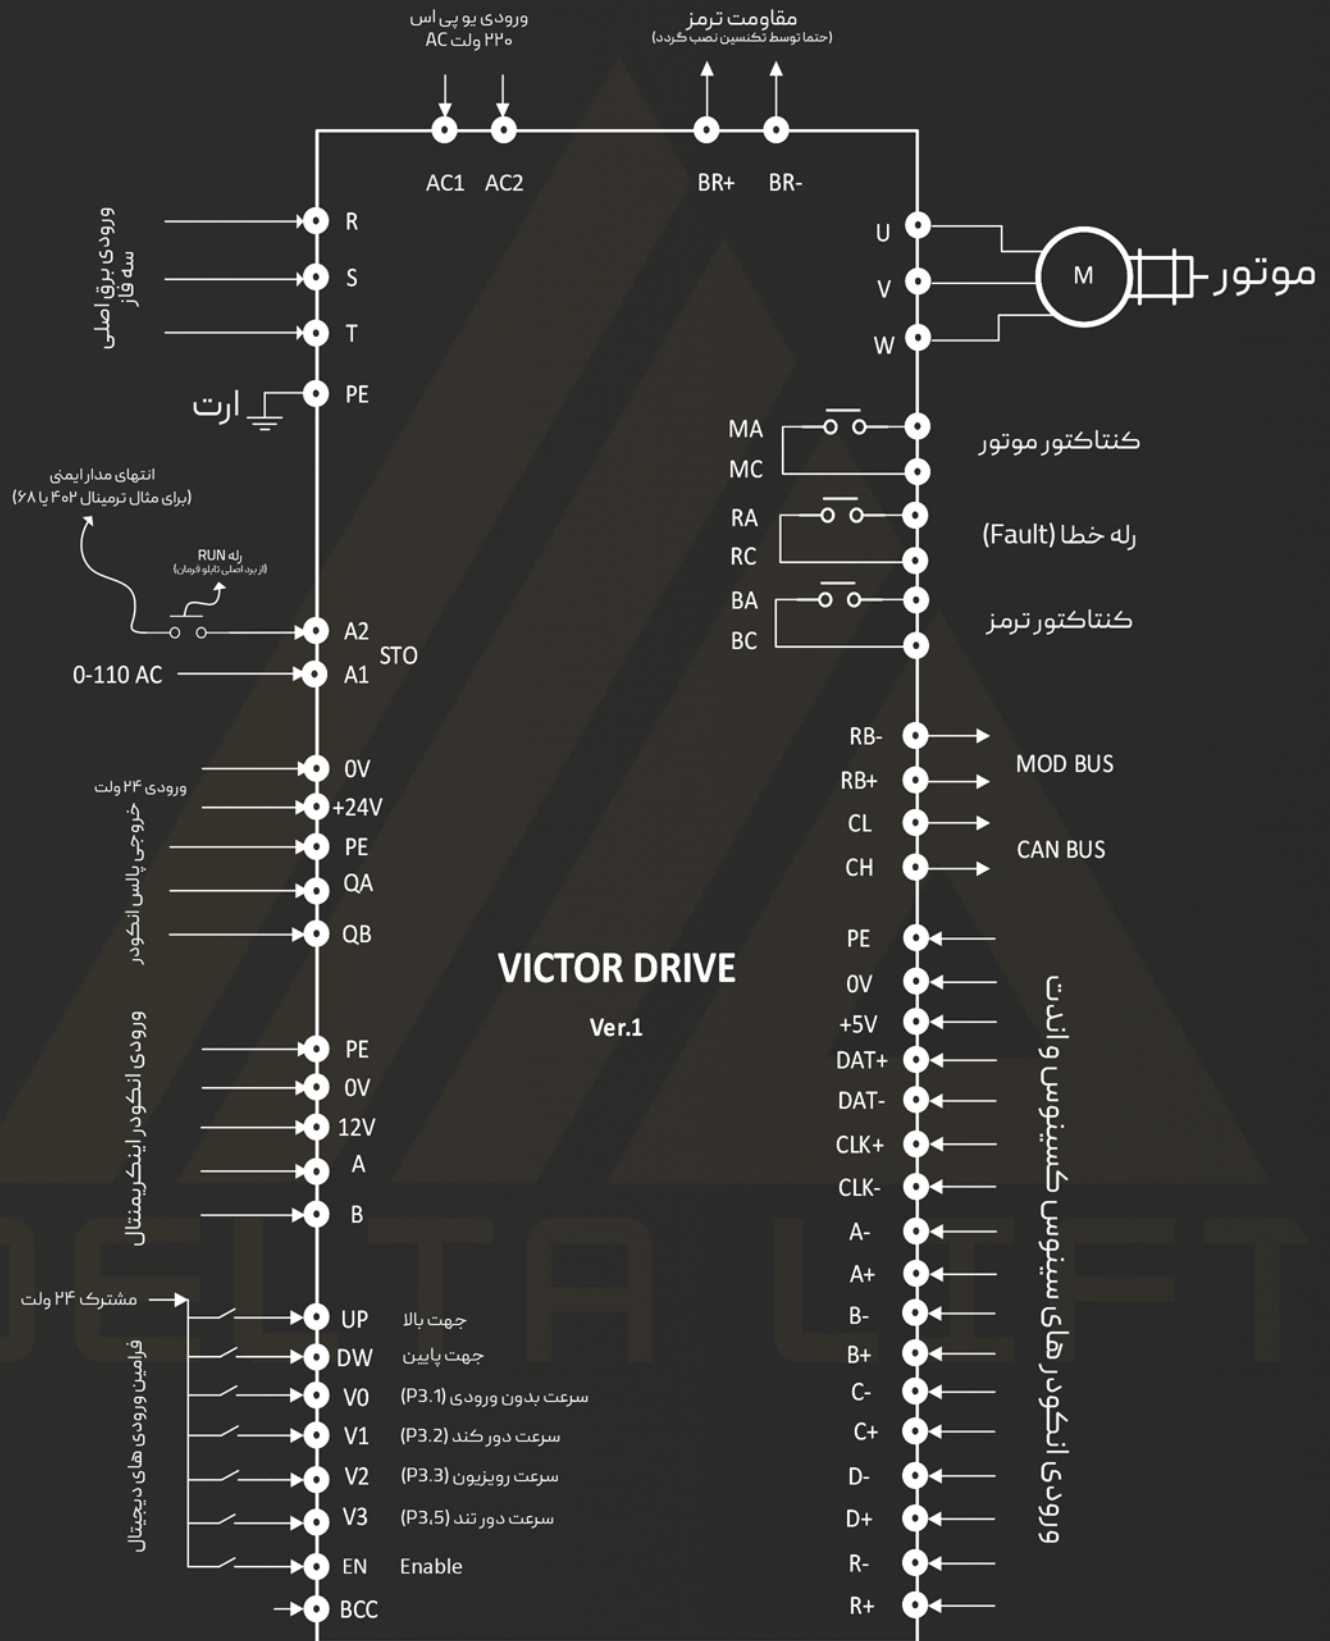 ورودی یو پی اس
۲۲۰ ولت AC
مقاومت ترمز
(حتما توسط تکنسین نصب گردد)
AC1 AC2
BR+ BR-
ورودی برق اصلی
سه فاز
R
S
T
PE
ارت
U
V
W
M
موتور
MA
MC
کنتاکتور موتور
RA
RC
رله خطا (Fault)
BA
BC
کنتاکتور ترمز
انتهای مدار ایمنی
(برای مثال ترمینال ۴۰۲ یا ۶۸)
رله RUN
(از برد اصلی تابلو فرمان)
A2
STO
0-110 AC
A1
RB-
RB+
MOD BUS
CL
CH
CAN BUS
ورودی ۲۴ ولت
0V
+24V
خروجی پالس انکودر
PE
QA
QB
VICTOR DRIVE
Ver.1
ورودی انکودر اینکریمنتال
PE
0V
12V
A
B
مشترک ۲۴ ولت
فرامین ورودی های دیجیتال
UP جهت بالا
DW جهت پایین
V0 سرعت بدون ورودی (P3.1)
V1 سرعت دور کند (P3.2)
V2 سرعت رویزیون (P3.3)
V3 سرعت دور تند (P3،5)
EN Enable
BCC
PE
0V
+5V
DAT+
DAT-
CLK+
CLK-
A-
A+
B-
B+
C-
C+
D-
D+
R-
R+
ورودی انکودر های سینوس کسینوس و اندت
DELTA LIFT